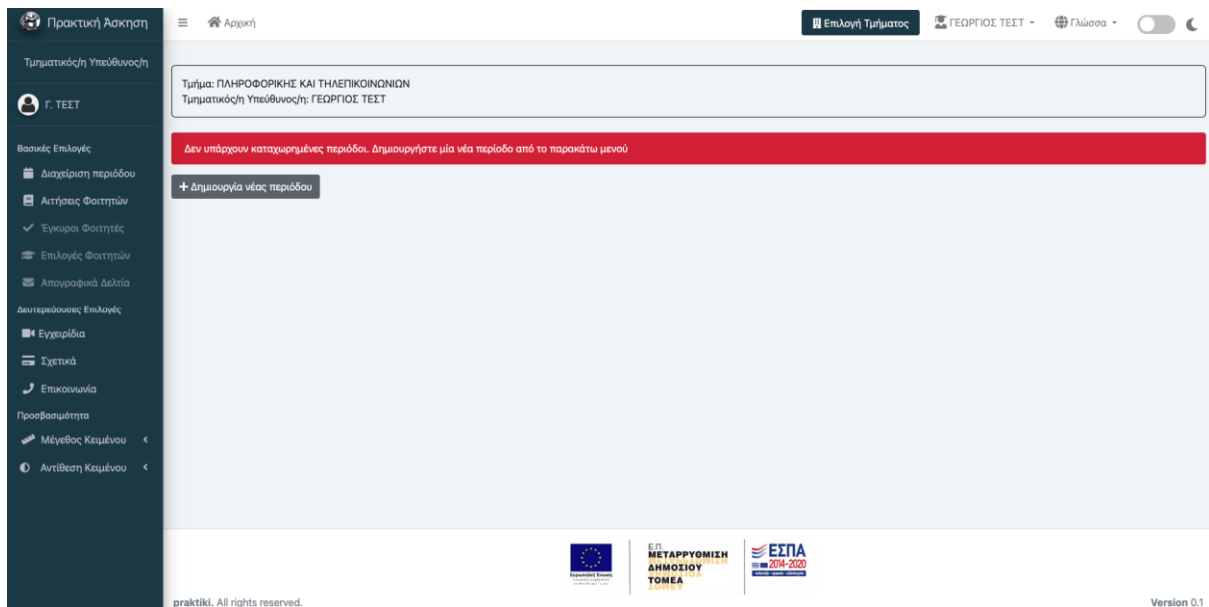 Πρακτική Άσκηση
Αρχική
Επιλογή Τμήματος
ΓΕΩΡΓΙΟΣ ΤΕΣΤ
Γλώσσα
Τμηματικός/η Υπεύθυνος/η
Γ. ΤΕΣΤ
Βασικές Επιλογές
Διαχείριση περιόδου
Αιτήσεις Φοιτητών
Έγκυροι Φοιτητές
Επιλογές Φοιτητών
Απογραφικά Δελτία
Δευτερεύουσες Επιλογές
Εγχειρίδια
Σχετικά
Επικοινωνία
Προσβασιμότητα
Μέγεθος Κειμένου
Αντίθεση Κειμένου
Τμήμα: ΠΛΗΡΟΦΟΡΙΚΗΣ ΚΑΙ ΤΗΛΕΠΙΚΟΙΝΩΝΙΩΝ
Τμηματικός/η Υπεύθυνος/η: ΓΕΩΡΓΙΟΣ ΤΕΣΤ
Δεν υπάρχουν καταχωρημένες περιόδοι. Δημιουργήστε μία νέα περίοδο από το παρακάτω μενού
+ Δημιουργία νέας περιόδου
Ευρωπαϊκή Ένωση
Ε.Π.
ΜΕΤΑΡΡΥΘΜΙΣΗ
ΔΗΜΟΣΙΟΥ
ΤΟΜΕΑ
ΕΣΠΑ
2014-2020
praktiki. All rights reserved.
Version 0.1